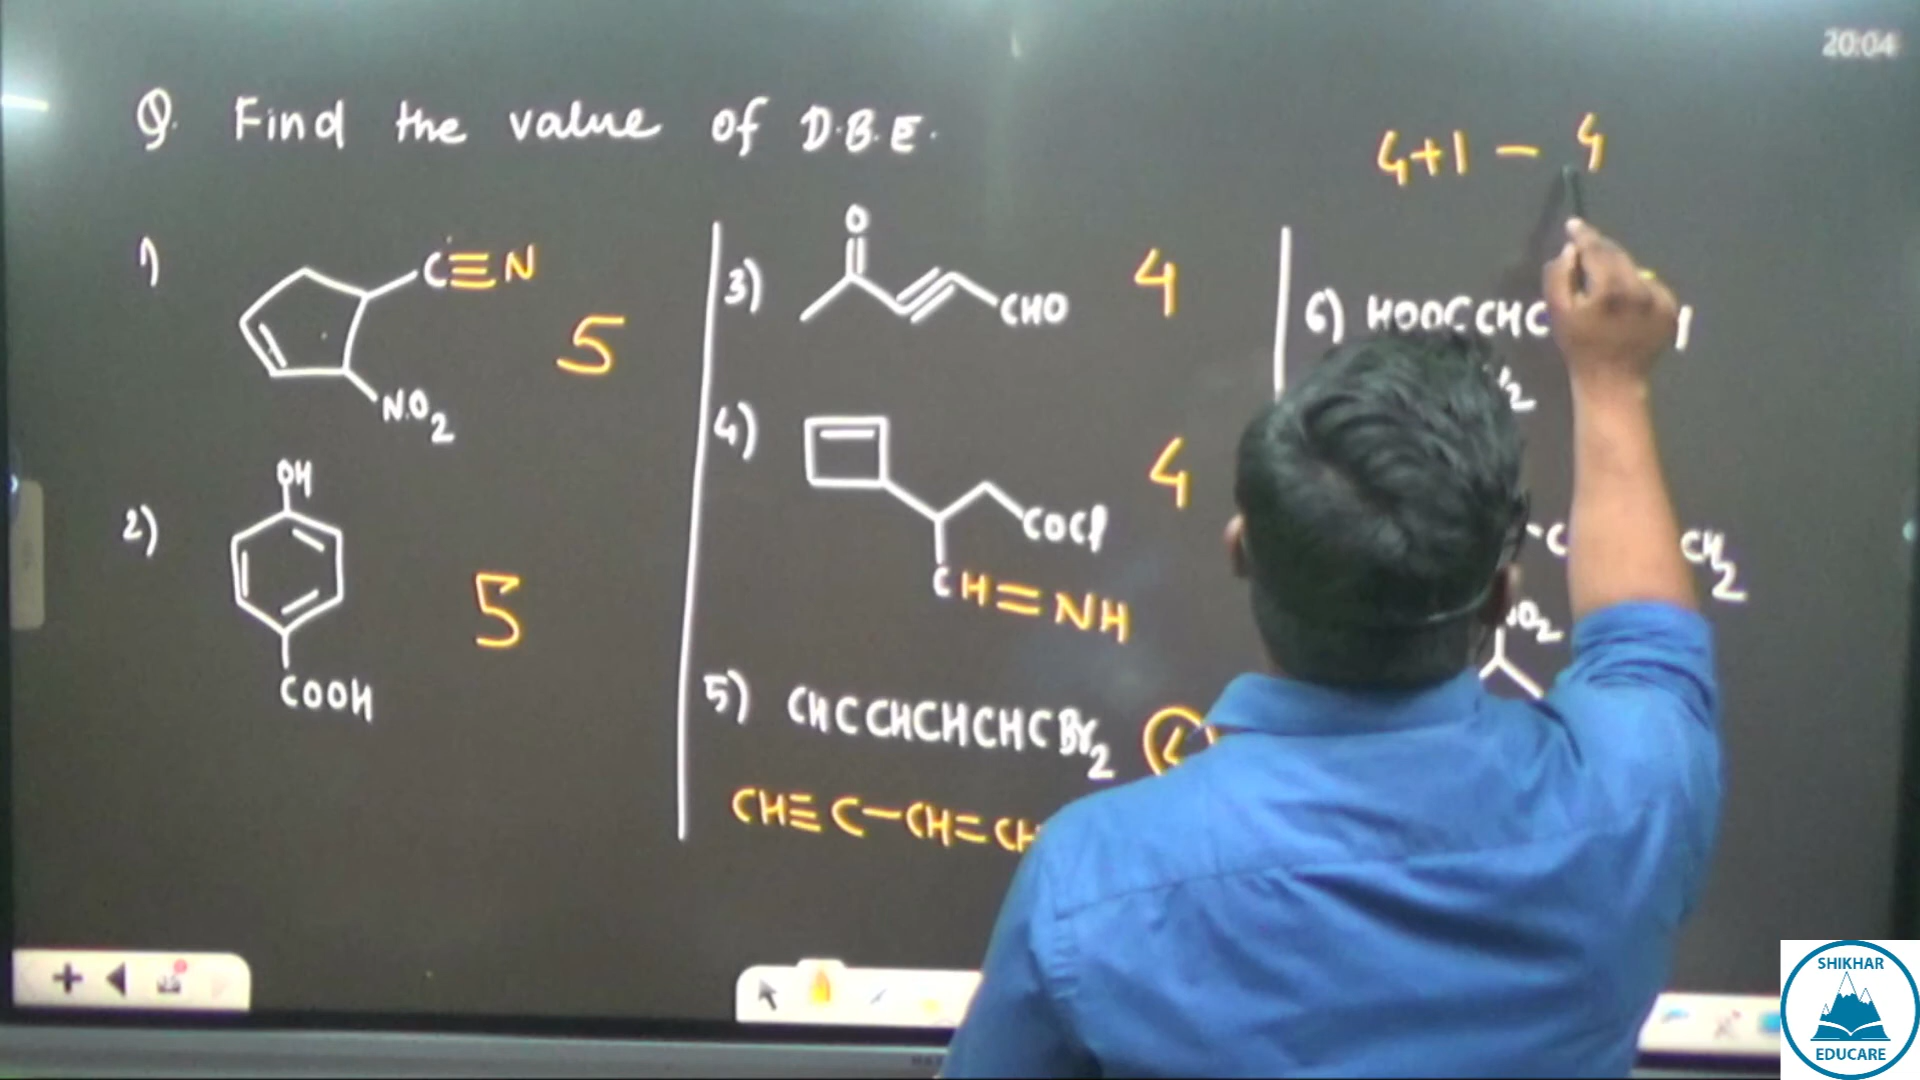 20:04
Q. Find the value of D.B.E.
4+1 - 4
1)
C≡N
5
NO2
2)
OH
5
COOH
3)
O
CHO
4
4)
4
COCl
CH=NH
5) CHCCHCHCHCBr2
CH≡C-CH=CH
6) HOOCCHC
CH2
SHIKHAR
EDUCARE